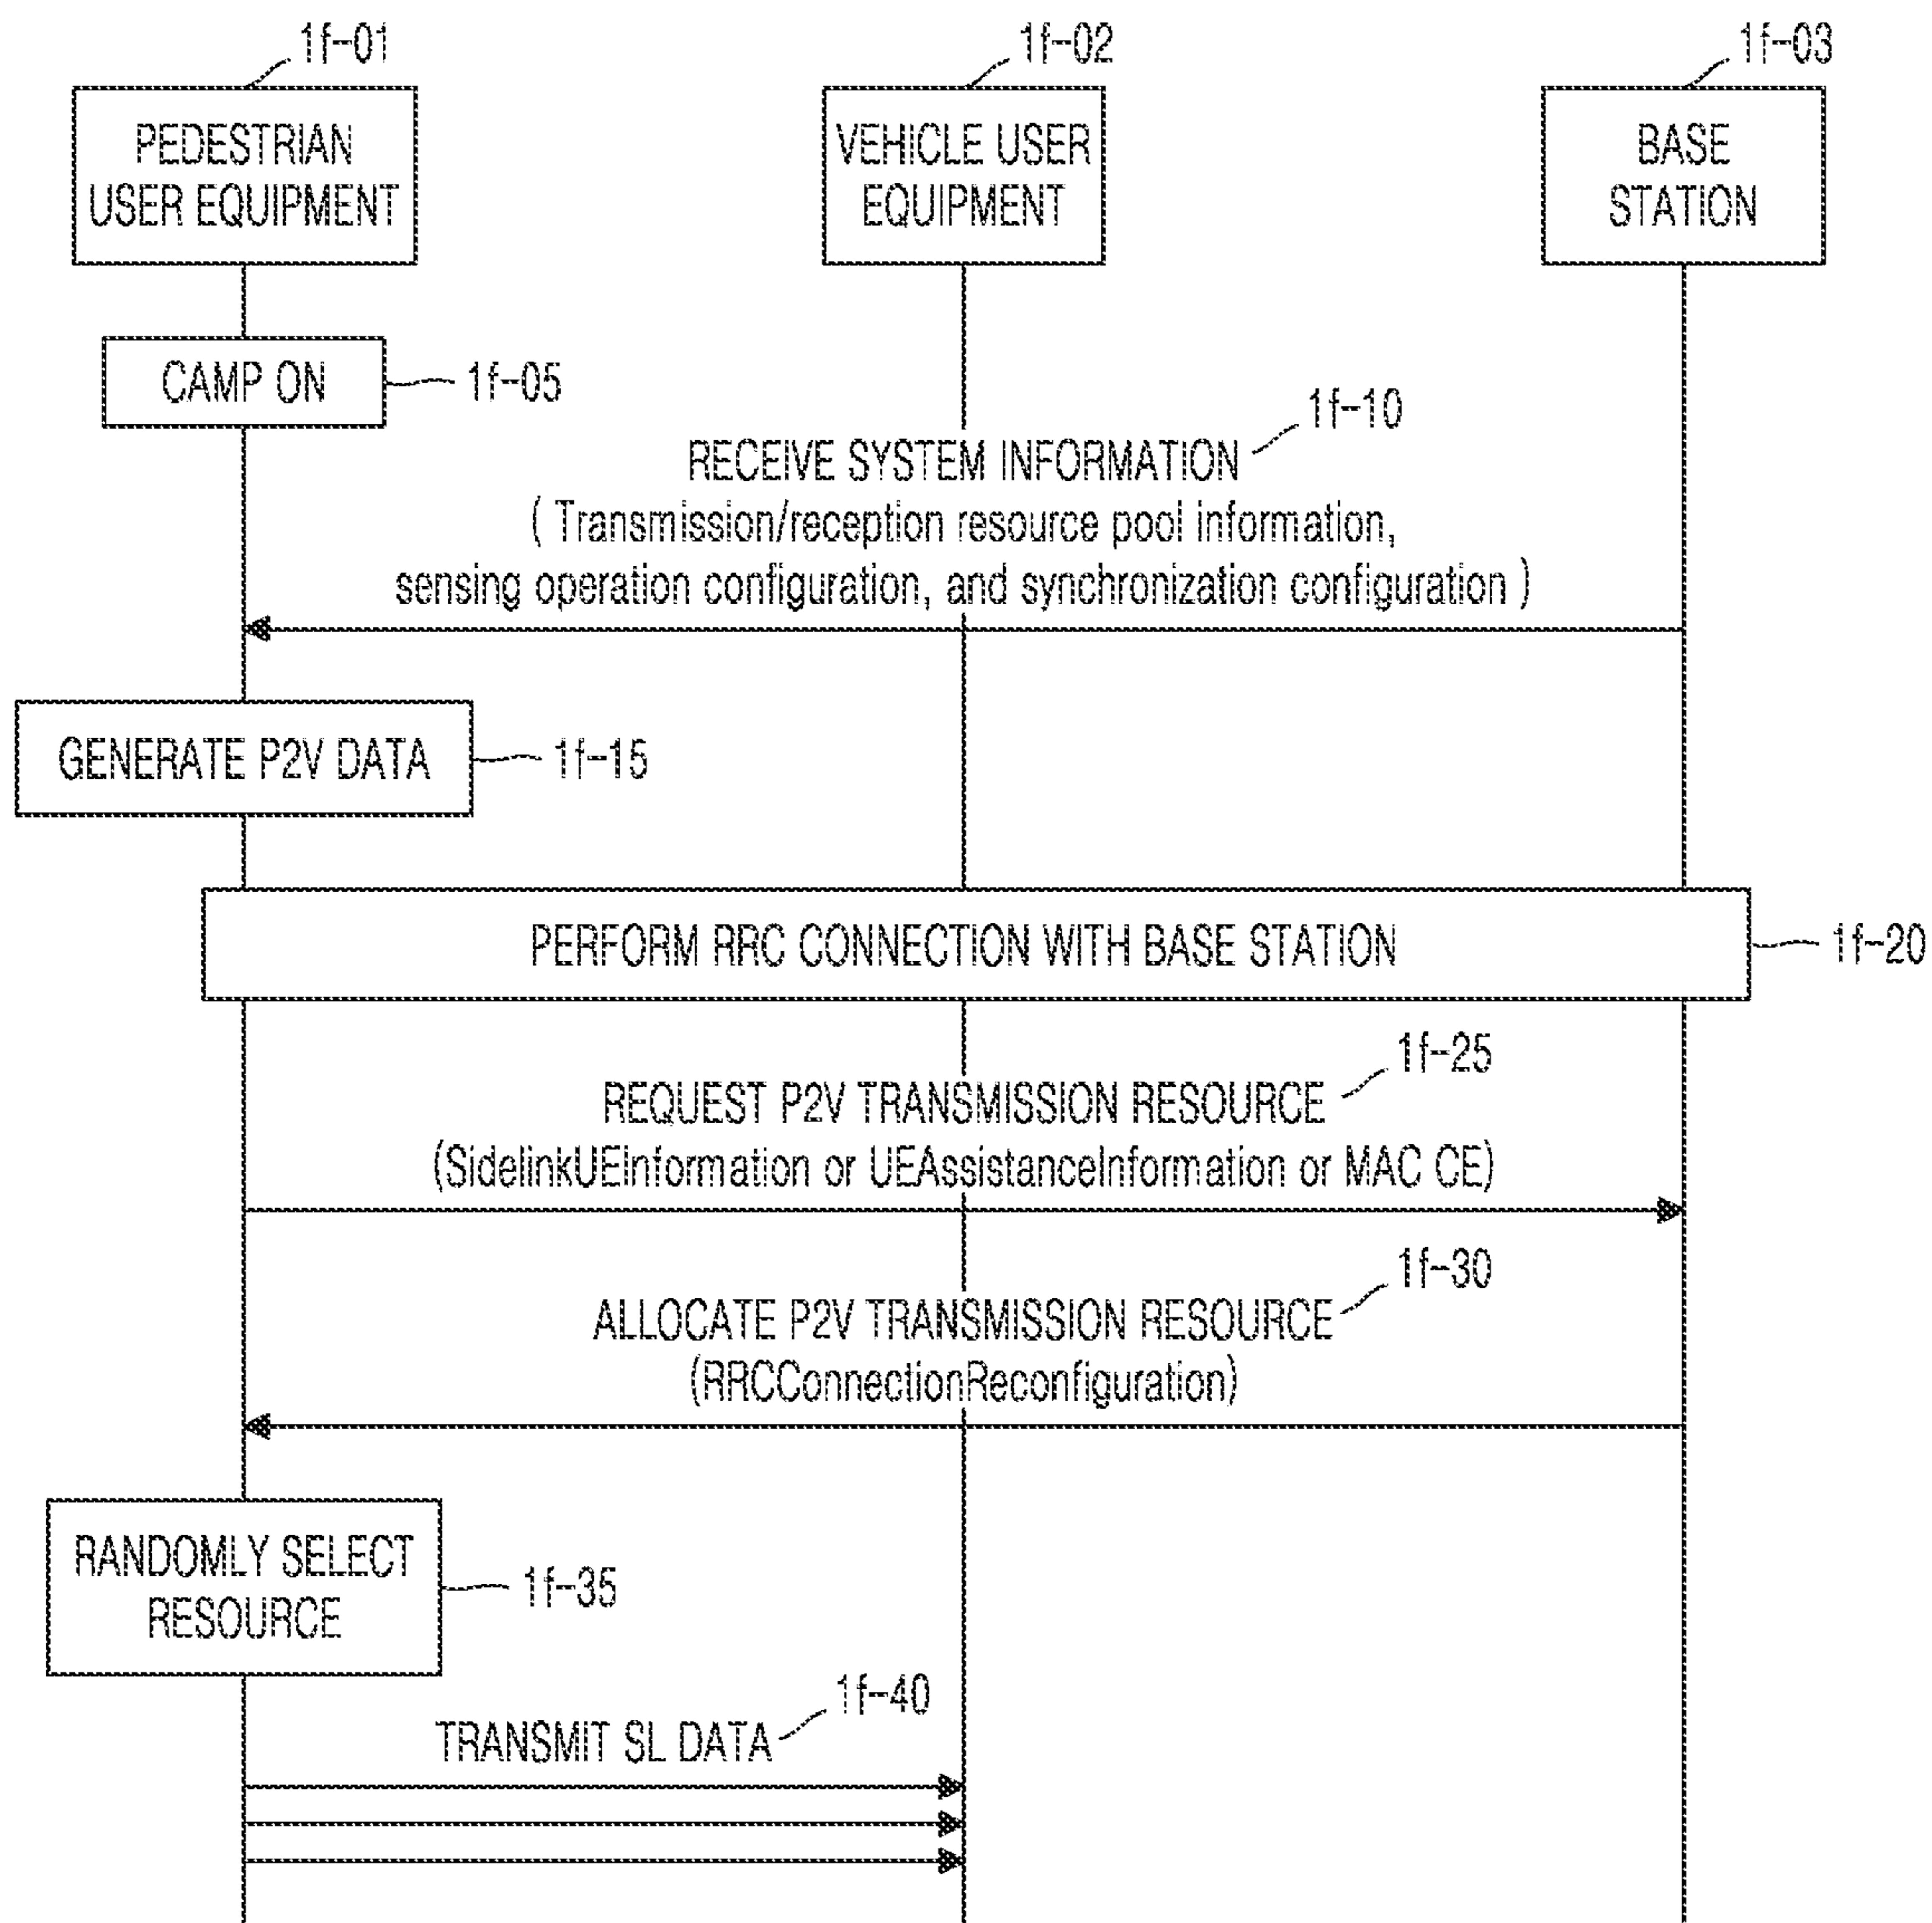 1f-01
1f-02
1f-03
PEDESTRIAN
USER EQUIPMENT
VEHICLE USER
EQUIPMENT
BASE
STATION
CAMP ON
1f-05
1f-10
RECEIVE SYSTEM INFORMATION
( Transmission/reception resource pool information,
sensing operation configuration, and synchronization configuration )
GENERATE P2V DATA
1f-15
PERFORM RRC CONNECTION WITH BASE STATION
1f-20
1f-25
REQUEST P2V TRANSMISSION RESOURCE
(SidelinkUEInformation or UEAssistanceInformation or MAC CE)
1f-30
ALLOCATE P2V TRANSMISSION RESOURCE
(RRCConnectionReconfiguration)
RANDOMLY SELECT
RESOURCE
1f-35
1f-40
TRANSMIT SL DATA